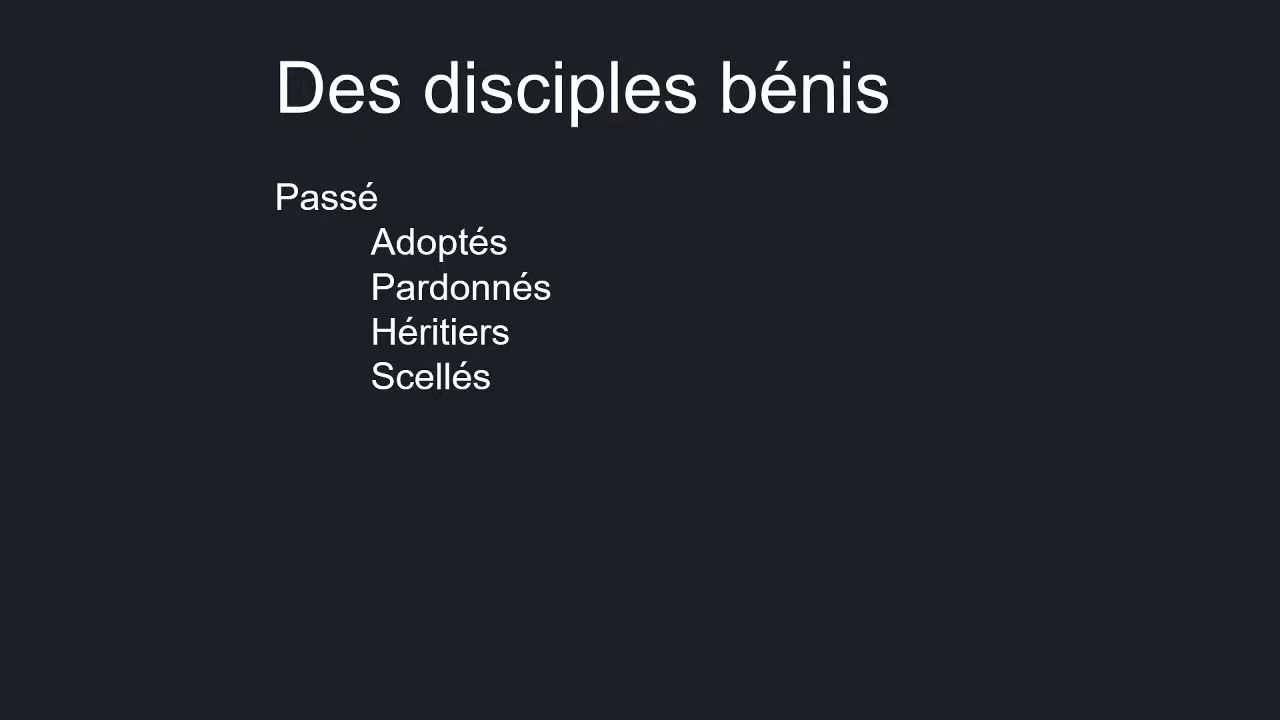 Des disciples bénis
Passé
Adoptés
Pardonnés
Héritiers
Scellés